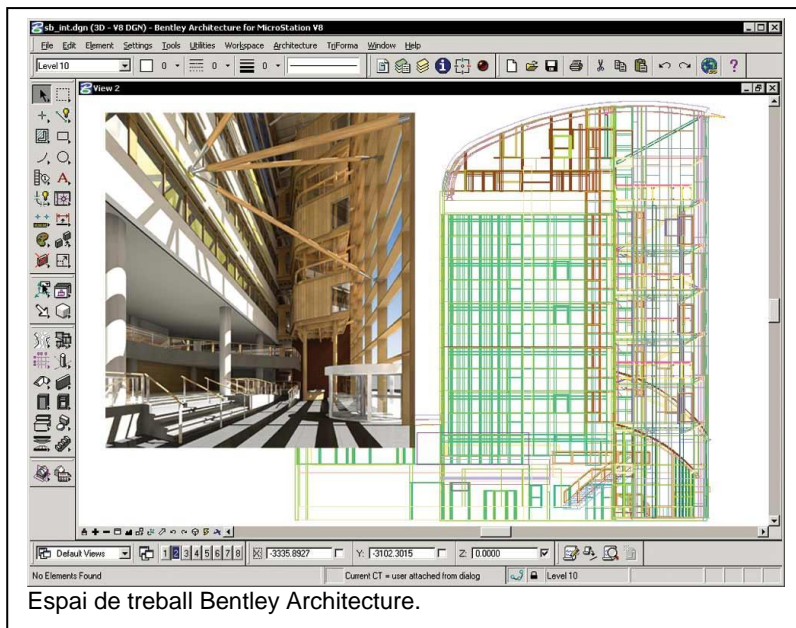 sb_int.dgn (3D - V8 DGN) - Bentley Architecture for MicroStation V8
File Edit Element Settings Tools Utilities Workspace Architecture TriForma Window Help
Level 10 0 0 0
View 2
Default Views 1 2 3 4 5 6 7 8 X -3335.8927 Y: -3102.3015 Z: 0.0000
No Elements Found Current CT = user attached from dialog Level 10
Espai de treball Bentley Architecture.